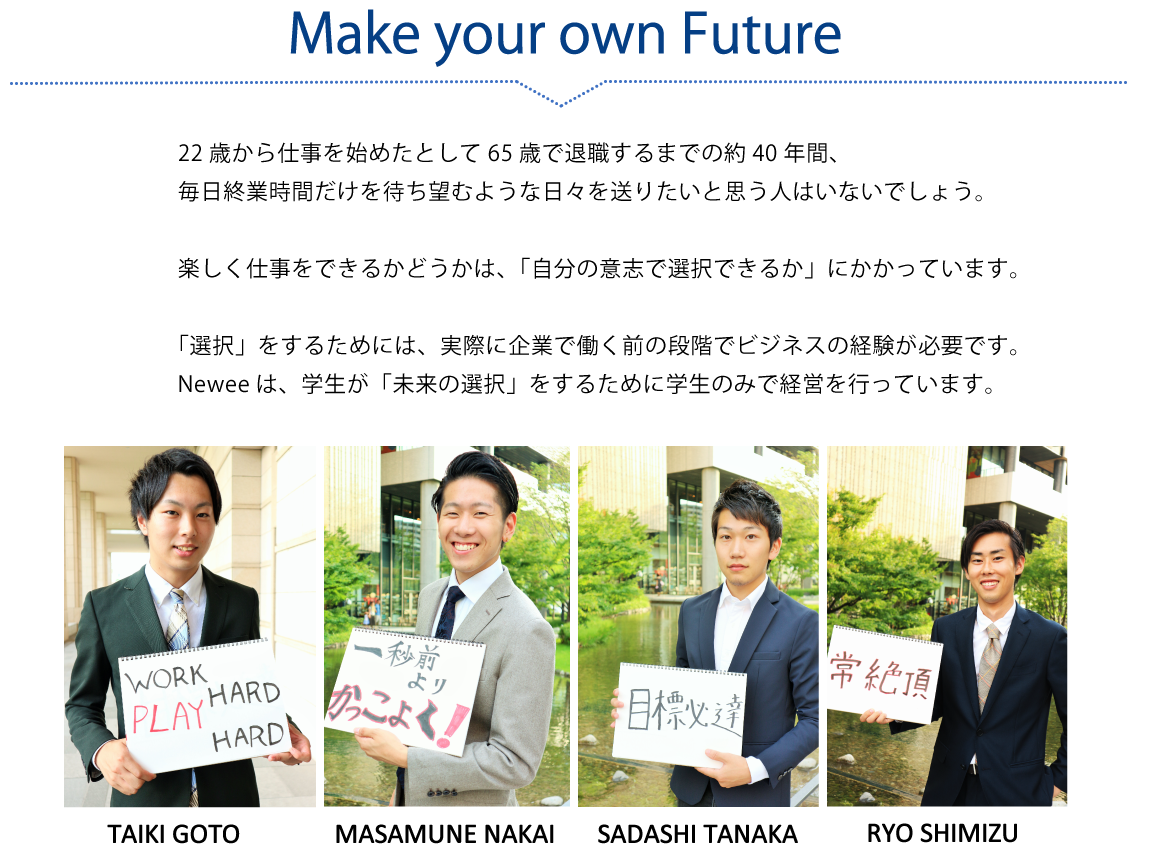 Make your own Future
22 歳から仕事を始めたとして 65 歳で退職するまでの約 40 年間、
毎日終業時間だけを待ち望むような日々を送りたいと思う人はいないでしょう。
楽しく仕事をできるかどうかは、「自分の意志で選択できるか」にかかっています。
「選択」をするためには、実際に企業で働く前の段階でビジネスの経験が必要です。
Newee は、学生が「未来の選択」をするために学生のみで経営を行っています。
WORK
HARD
PLAY
HARD
一秒前
より
かっこよく!
目標必達
常絶頂
TAIKI GOTO
MASAMUNE NAKAI
SADASHI TANAKA
RYO SHIMIZU